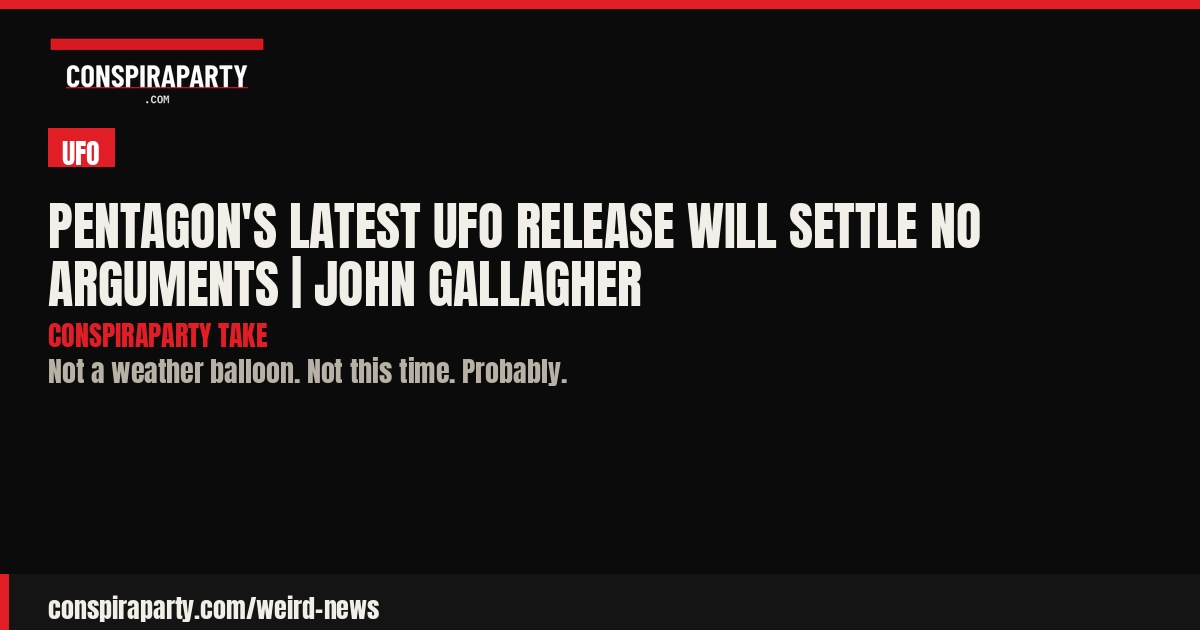 CONSPIRAPARTY
.COM
UFO
PENTAGON'S LATEST UFO RELEASE WILL SETTLE NO
ARGUMENTS | JOHN GALLAGHER
CONSPIRAPARTY TAKE
Not a weather balloon. Not this time. Probably.
conspiraparty.com/weird-news